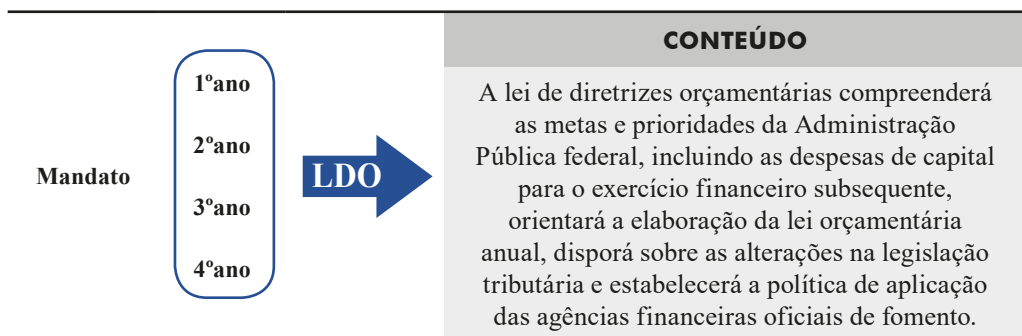 CONTEÚDO
1ºano
2ºano
3ºano
4ºano
Mandato
LDO
A lei de diretrizes orçamentárias compreenderá
as metas e prioridades da Administração
Pública federal, incluindo as despesas de capital
para o exercício financeiro subsequente,
orientará a elaboração da lei orçamentária
anual, disporá sobre as alterações na legislação
tributária e estabelecerá a política de aplicação
das agências financeiras oficiais de fomento.